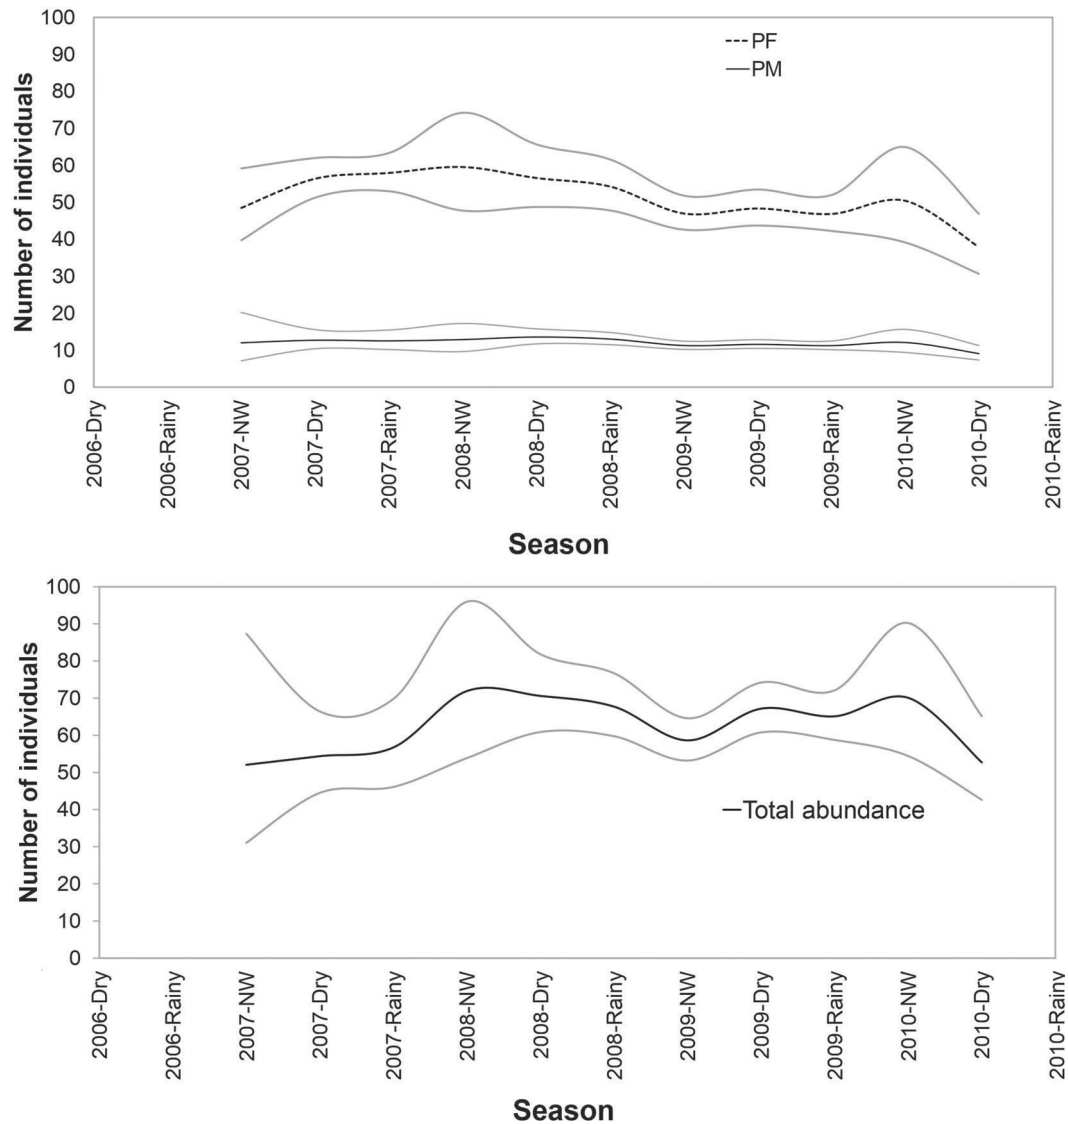 100
90
80
70
60
50
40
30
20
10
0
Number of individuals
PF
PM
2006-Dry
2006-Rainy
2007-NW
2007-Dry
2007-Rainy
2008-NW
2008-Dry
2008-Rainy
2009-NW
2009-Dry
2009-Rainy
2010-NW
2010-Dry
2010-Rainy
Season
100
90
80
70
60
50
40
30
20
10
0
Number of individuals
Total abundance
2006-Dry
2006-Rainy
2007-NW
2007-Dry
2007-Rainy
2008-NW
2008-Dry
2008-Rainy
2009-NW
2009-Dry
2009-Rainy
2010-NW
2010-Dry
2010-Rainy
Season